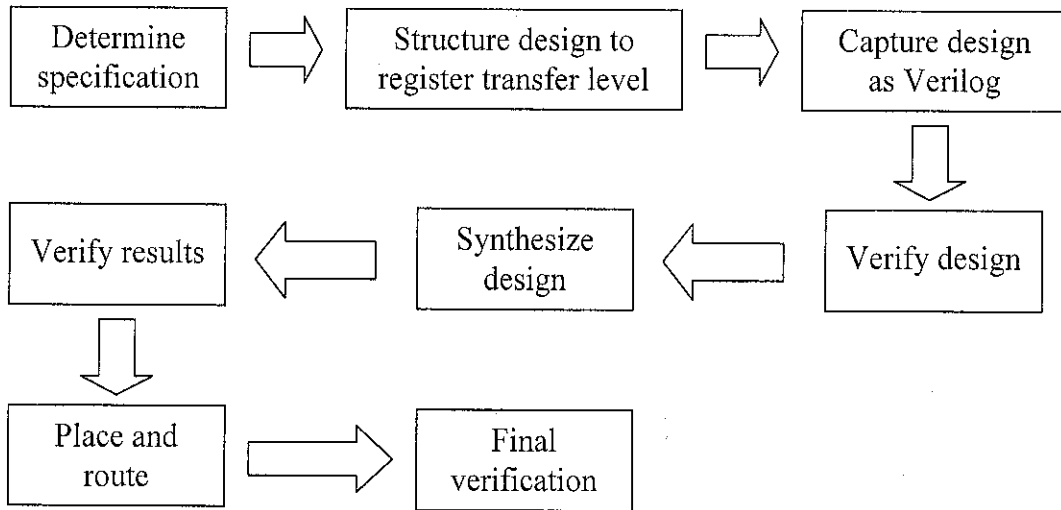 Determine
specification
Structure design to
register transfer level
Capture design
as Verilog
Verify design
Synthesize
design
Verify results
Place and
route
Final
verification